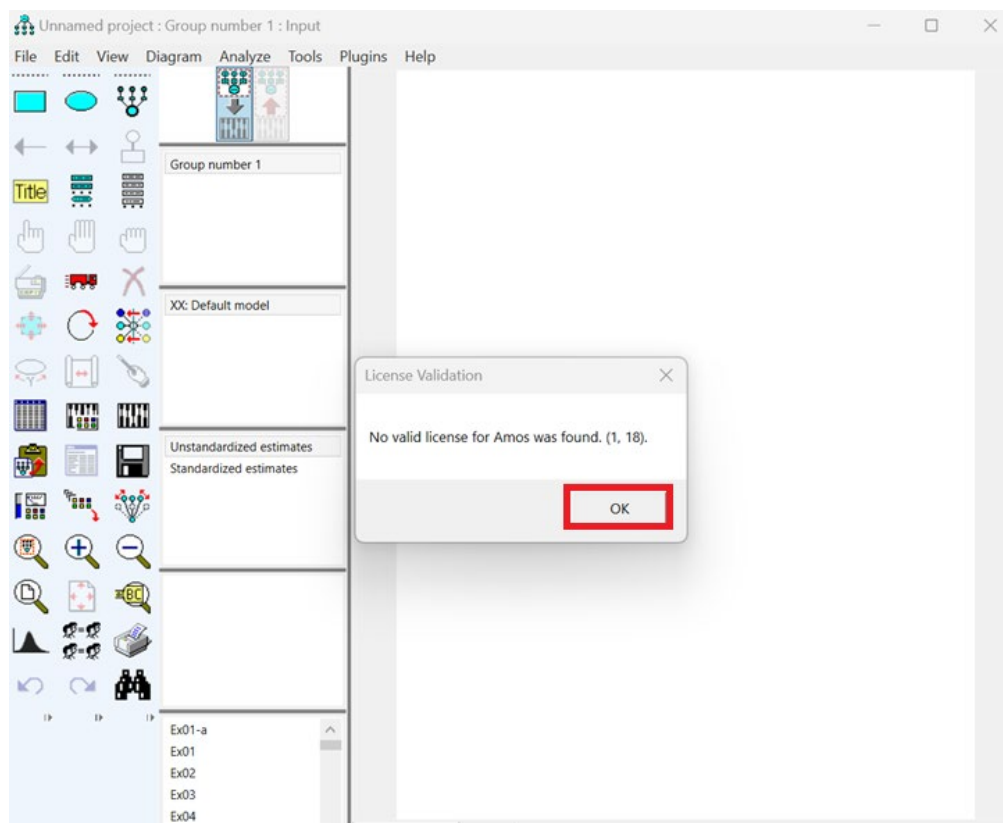 Unnamed project : Group number 1 : Input
File Edit View Diagram Analyze Tools Plugins Help
Title
Group number 1
XX: Default model
License Validation
No valid license for Amos was found. (1, 18).
OK
Unstandardized estimates
Standardized estimates
Ex01-a
Ex01
Ex02
Ex03
Ex04